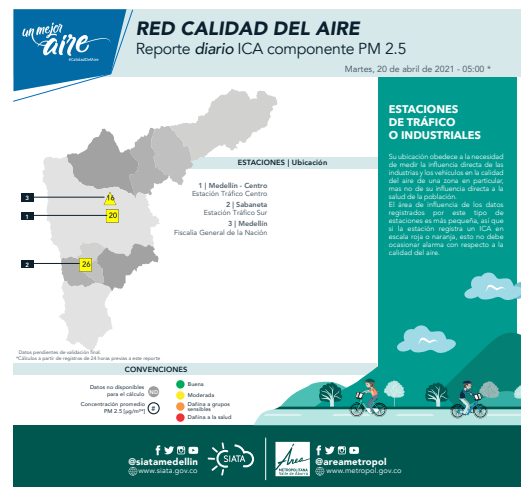 un mejor
aire
#CalidadDelAire
RED CALIDAD DEL AIRE
Reporte diario ICA componente PM 2.5
Martes, 20 de abril de 2021 - 05:00 *
ESTACIONES
DE TRÁFICO
O INDUSTRIALES
Su ubicación obedece a la necesidad
de medir la influencia directa de las
industrias y los vehículos en la calidad
del aire de una zona en particular,
mas no de su influencia directa a la
salud de la población.
El área de influencia de los datos
registrados por este tipo de
estaciones es más pequeña, así que
si la estación registra un ICA en
escala roja o naranja, esto no debe
ocasionar alarma con respecto a la
calidad del aire.
ESTACIONES | Ubicación
1 | Medellín - Centro
Estación Tráfico Centro
2 | Sabaneta
Estación Tráfico Sur
3 | Medellín
Fiscalía General de la Nación
3
16
1
20
2
26
Datos pendientes de validación final.
*Cálculos a partir de registros de 24 horas previas a este reporte
CONVENCIONES
Datos no disponibles
para el cálculo
ND
Concentración promedio
PM 2.5 [µg/m³*]
#
Buena
Moderada
Dañina a grupos
sensibles
Dañina a la salud
@siatamedellin
www.siata.gov.co
SIATA
Área
METROPOLITANA
Valle de Aburrá
@areametropol
www.metropol.gov.co